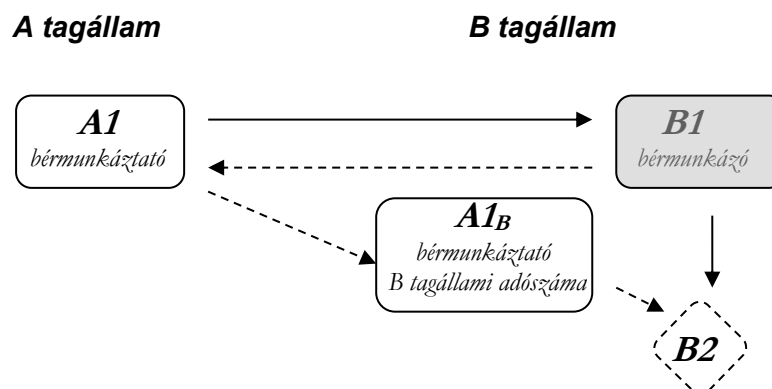 A tagállam
B tagállam
A1
bérmunkáztató
B1
bérmunkázó
A1B
bérmunkáztató
B tagállami adószáma
B2